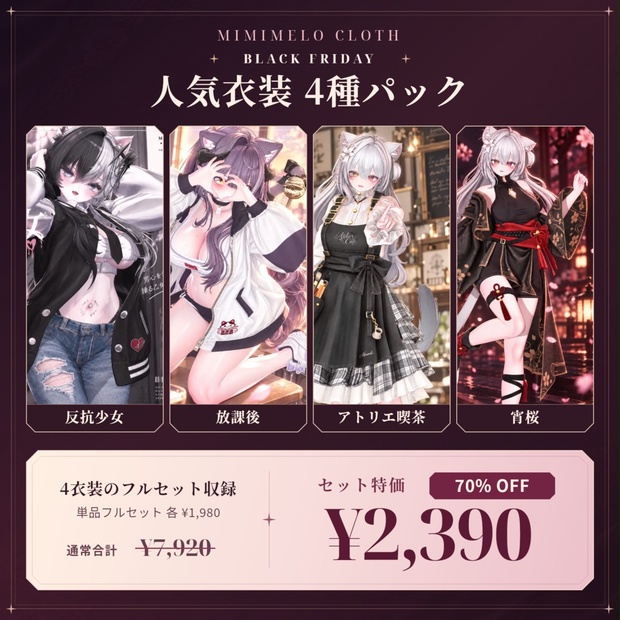 MIMIMELO CLOTH
BLACK FRIDAY
人気衣装 4種パック
反抗少女
放課後
アトリエ喫茶
宵桜
4衣装のフルセット収録
単品フルセット 各 ¥1,980
通常合計 ¥7,920
セット特価 70% OFF
¥2,390